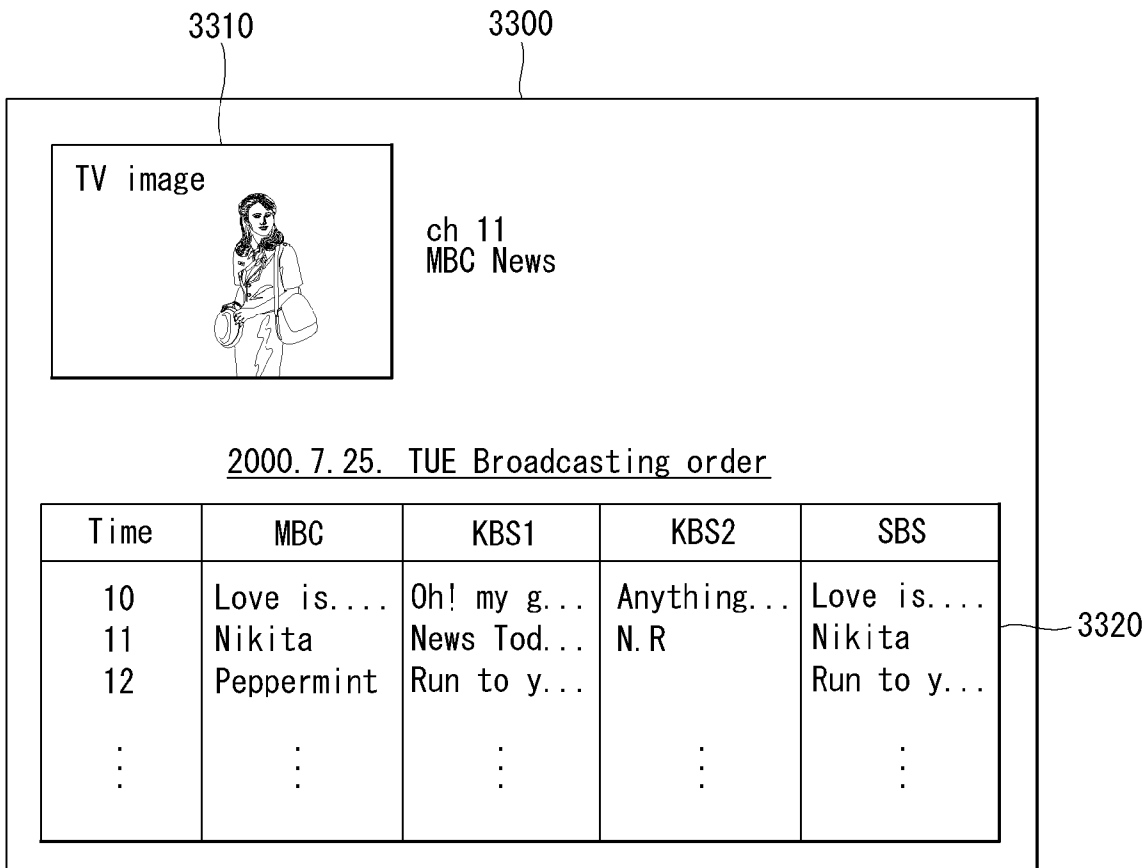 3310 3300
TV image
ch 11
MBC News
2000.7.25. TUE Broadcasting order
Time MBC KBS1 KBS2 SBS
10 Love is.... Oh! my g... Anything... Love is....
11 Nikita News Tod... N.R Nikita
3320
12 Peppermint Run to y... Run to y...